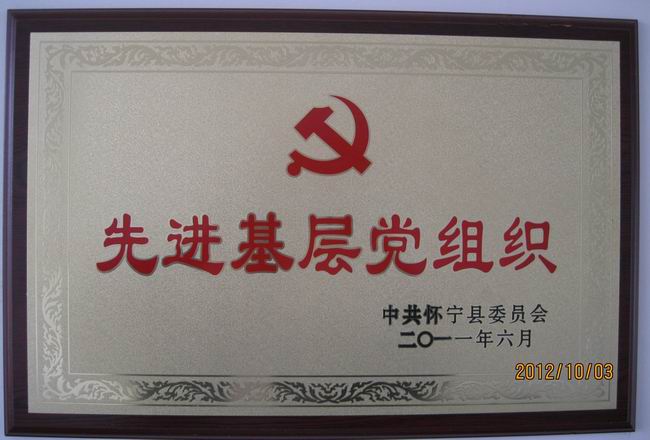 先进基层党组织
中共怀宁县委员会
二〇一一年六月
2012/10/03